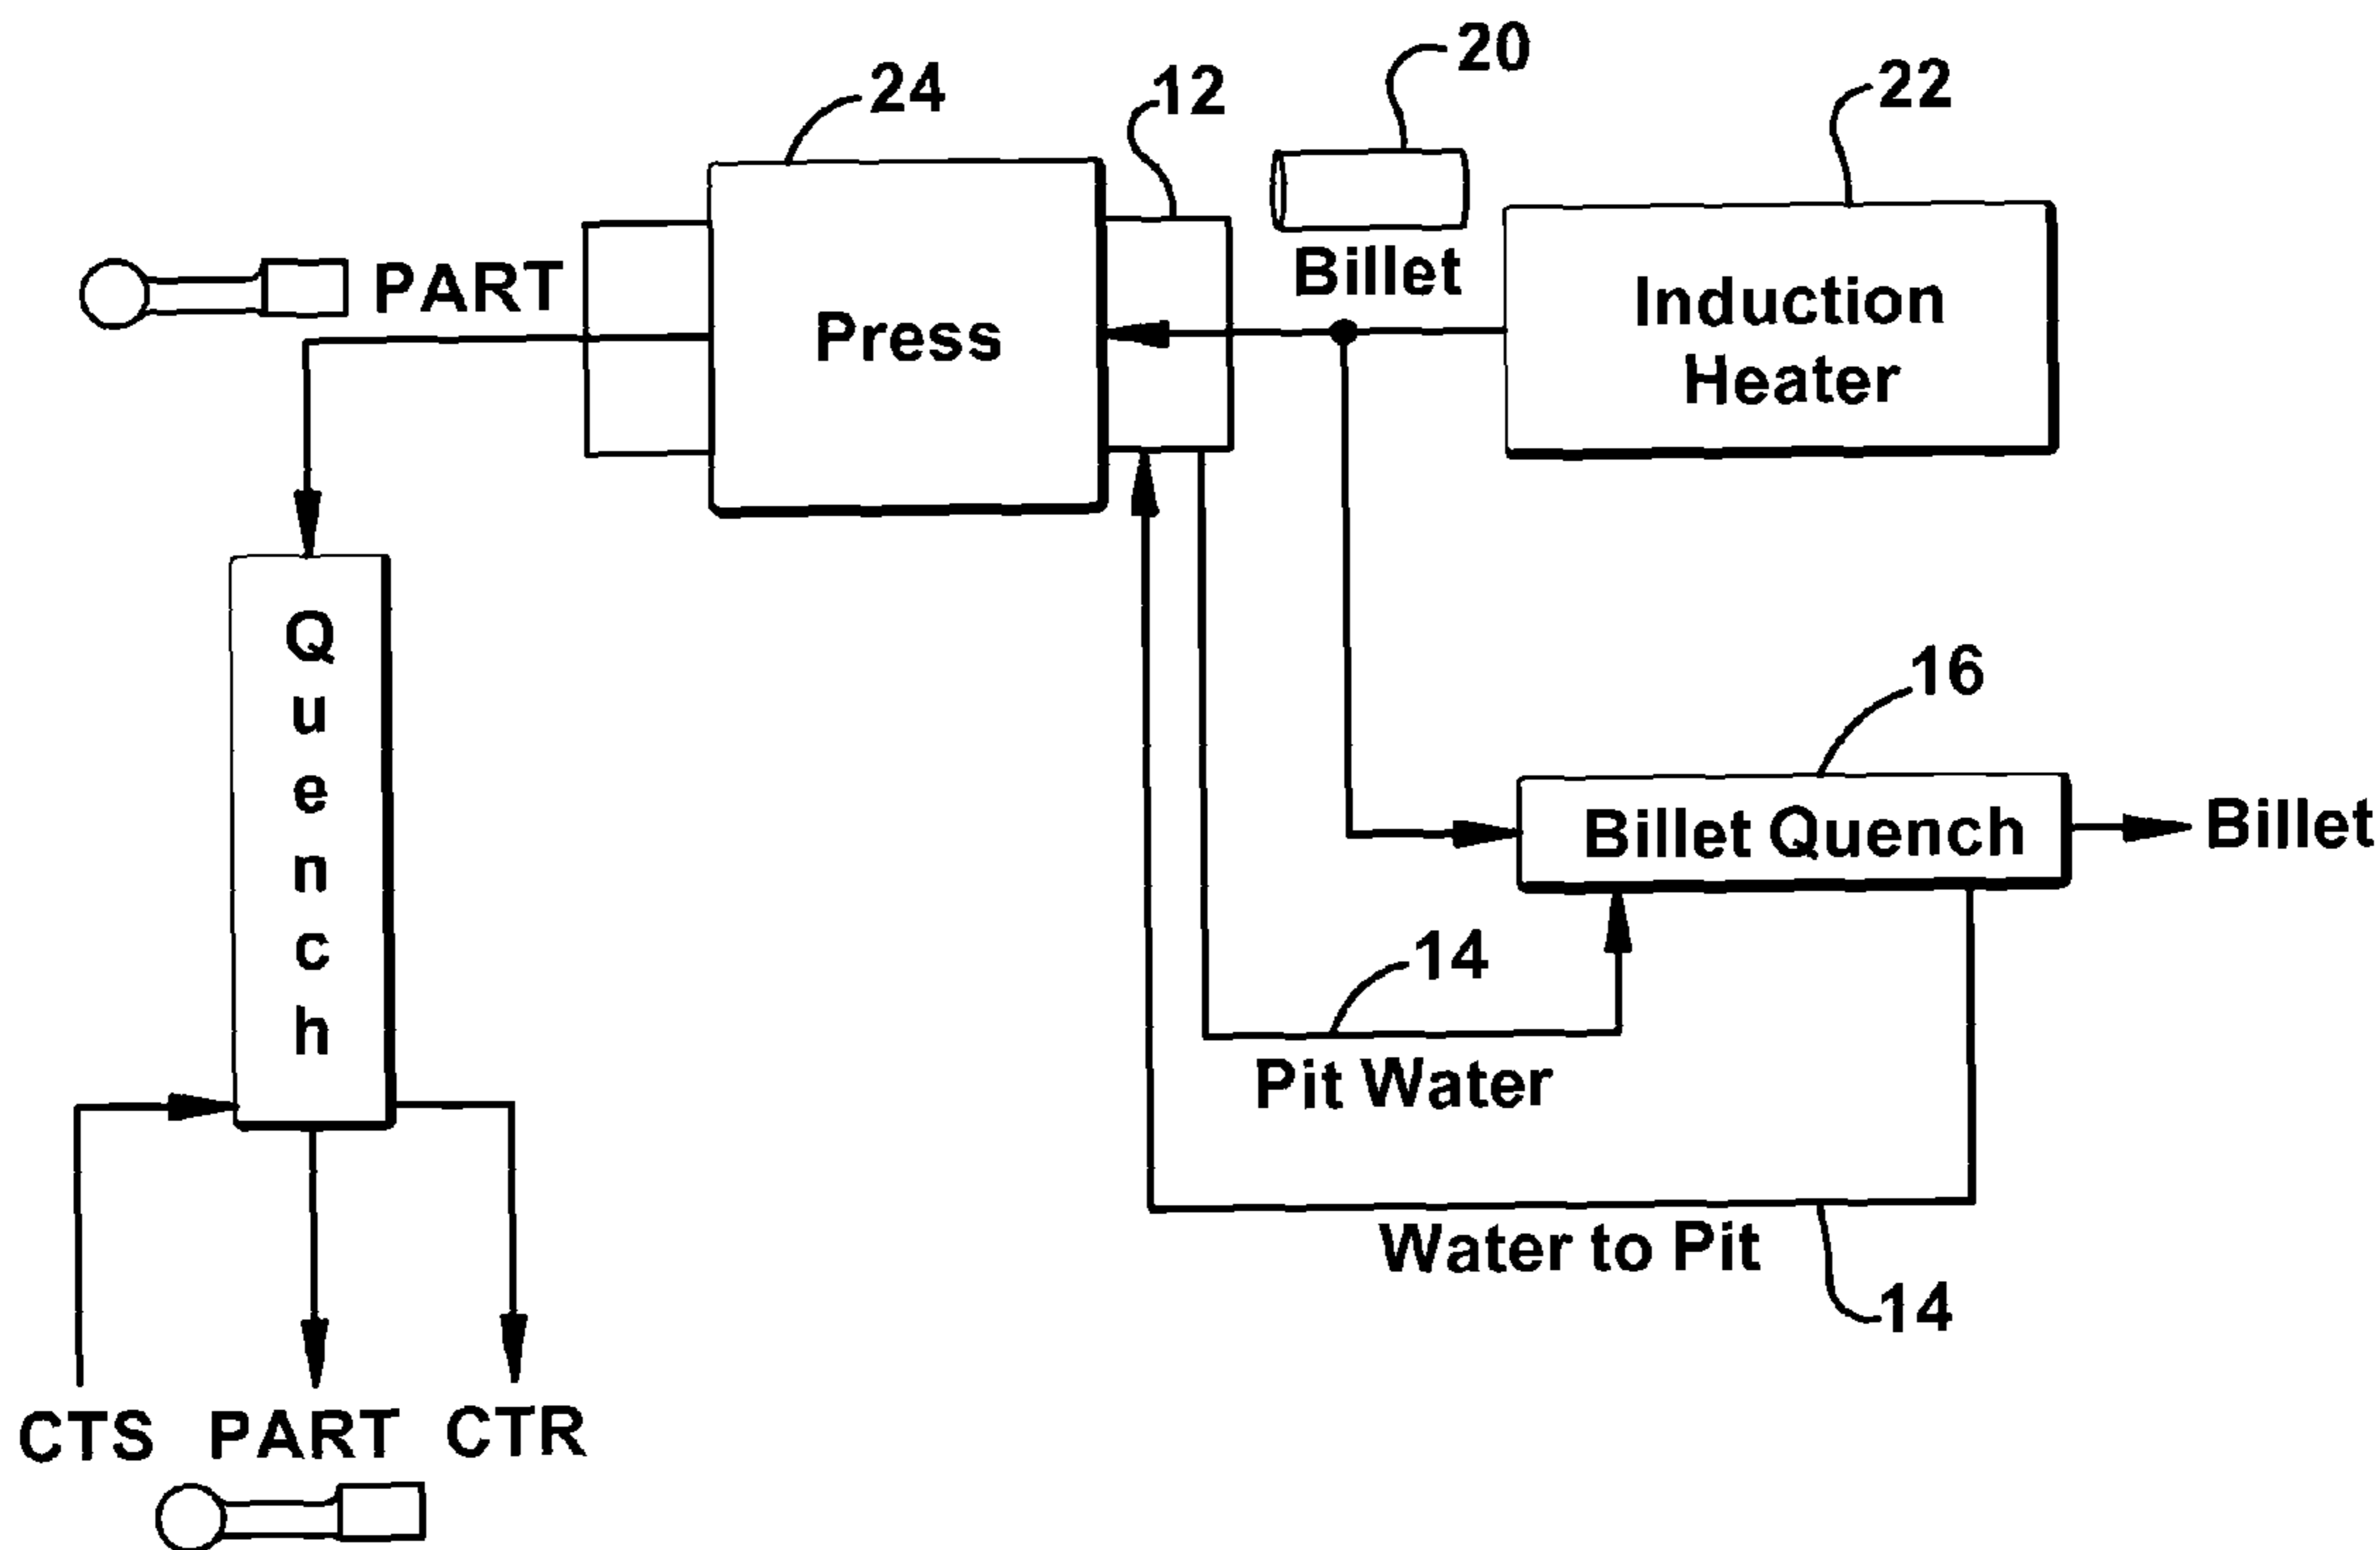 20
24
12
22
Billet
PART
Induction
Heater
Press
Quench
16
Billet Quench
Billet
14
Pit Water
Water to Pit
14
CTS
PART
CTR